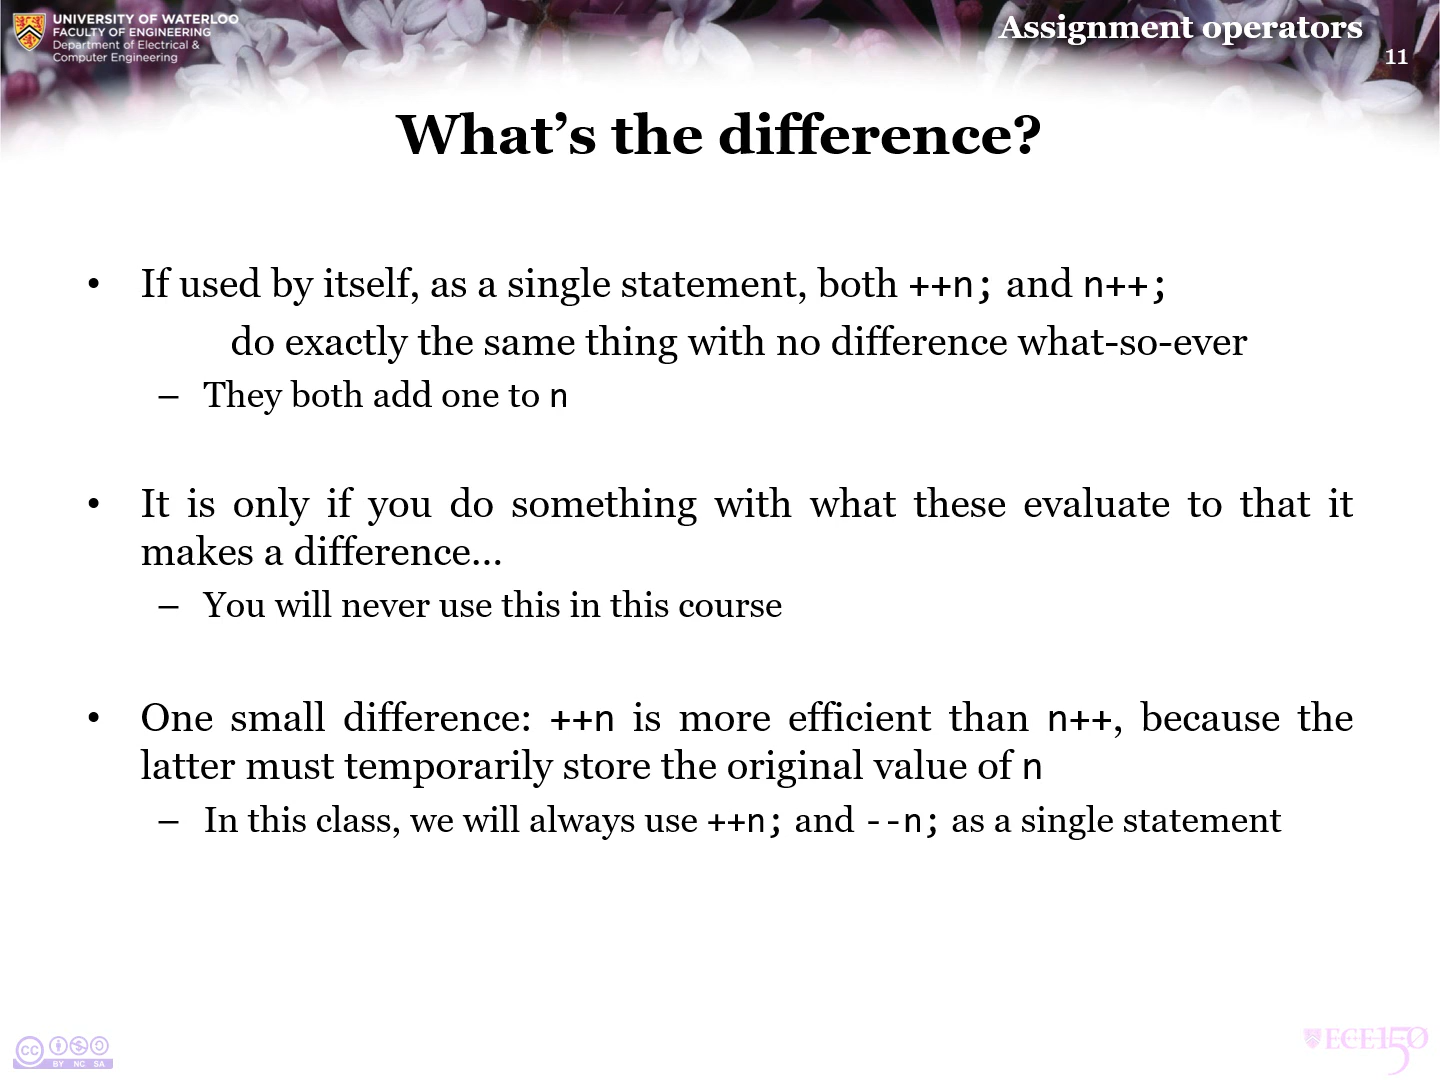 UNIVERSITY OF WATERLOO
FACULTY OF ENGINEERING
Department of Electrical &
Computer Engineering
Assignment operators
11
What’s the difference?
• If used by itself, as a single statement, both ++n; and n++;
do exactly the same thing with no difference what-so-ever
– They both add one to n
• It is only if you do something with what these evaluate to that it
makes a difference…
– You will never use this in this course
• One small difference: ++n is more efficient than n++, because the
latter must temporarily store the original value of n
– In this class, we will always use ++n; and --n; as a single statement
cc
BY NC SA
ECE150